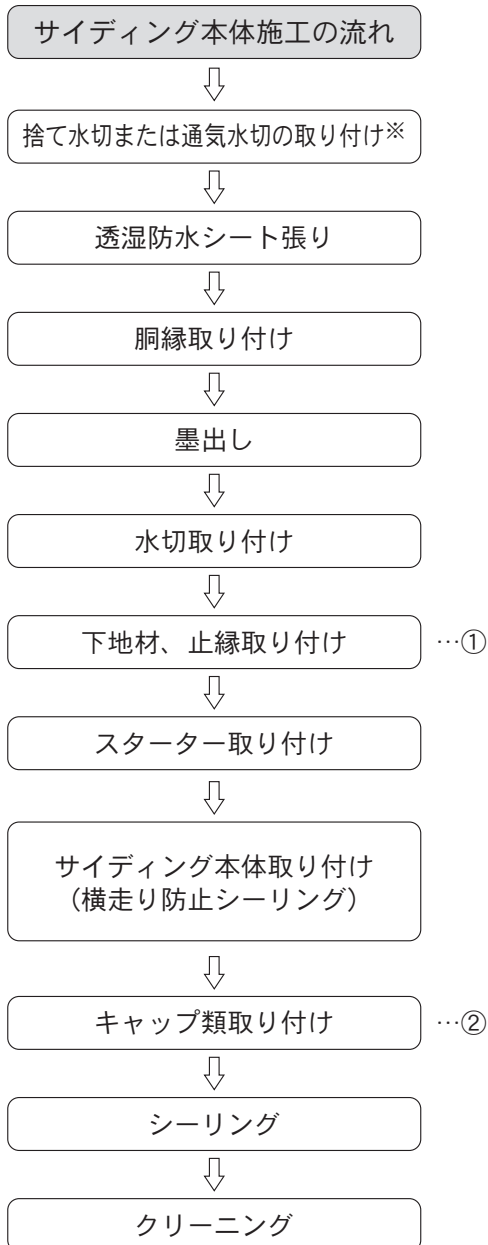 サイディング本体施工の流れ
捨て水切または通気水切の取り付け※
透湿防水シート張り
胴縁取り付け
墨出し
水切取り付け
下地材、止縁取り付け …①
スターター取り付け
サイディング本体取り付け
（横走り防止シーリング）
キャップ類取り付け …②
シーリング
クリーニング